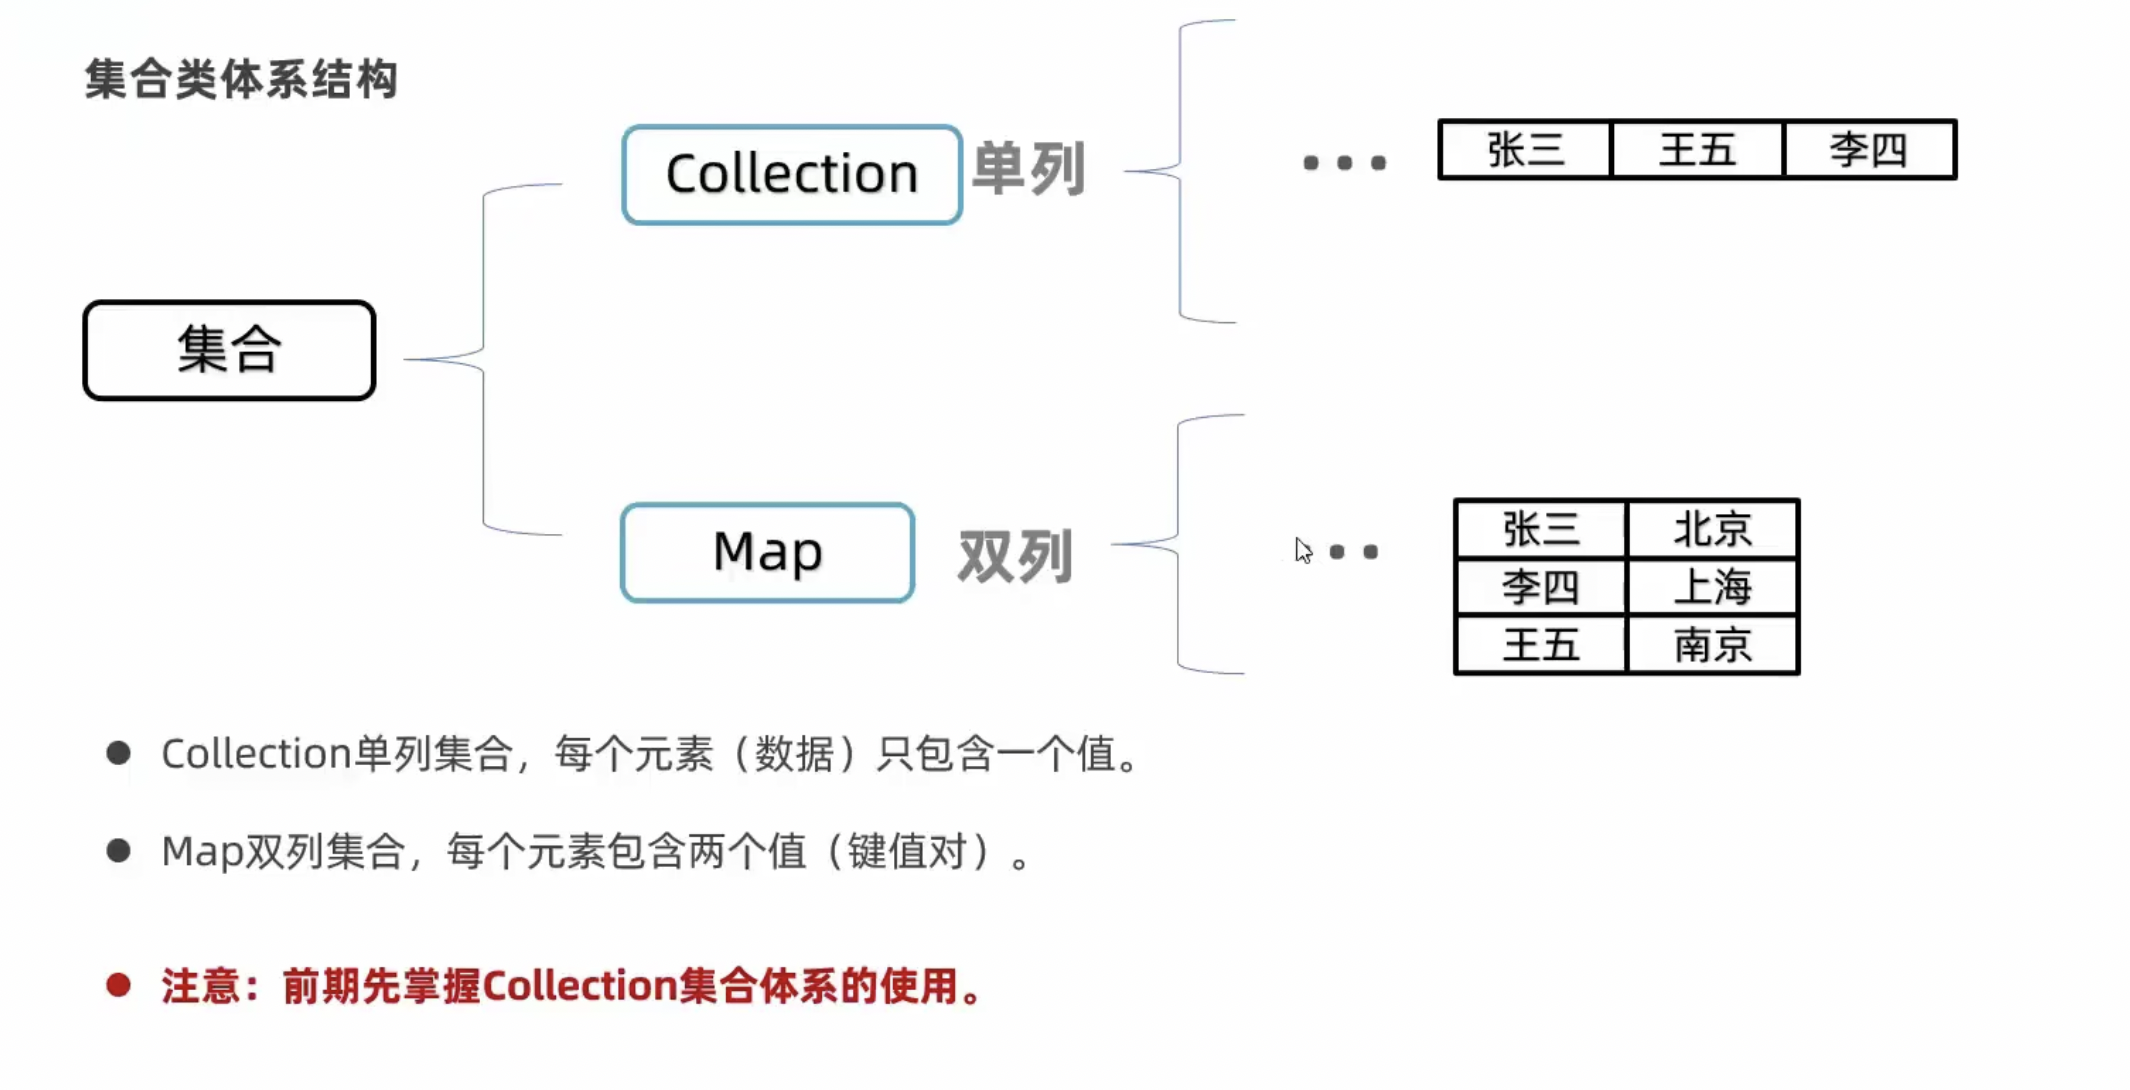 集合类体系结构
Collection 单列
张三 王五 李四
集合
Map 双列
张三 北京
李四 上海
王五 南京
● Collection单列集合，每个元素（数据）只包含一个值。
● Map双列集合，每个元素包含两个值（键值对）。
● 注意：前期先掌握Collection集合体系的使用。